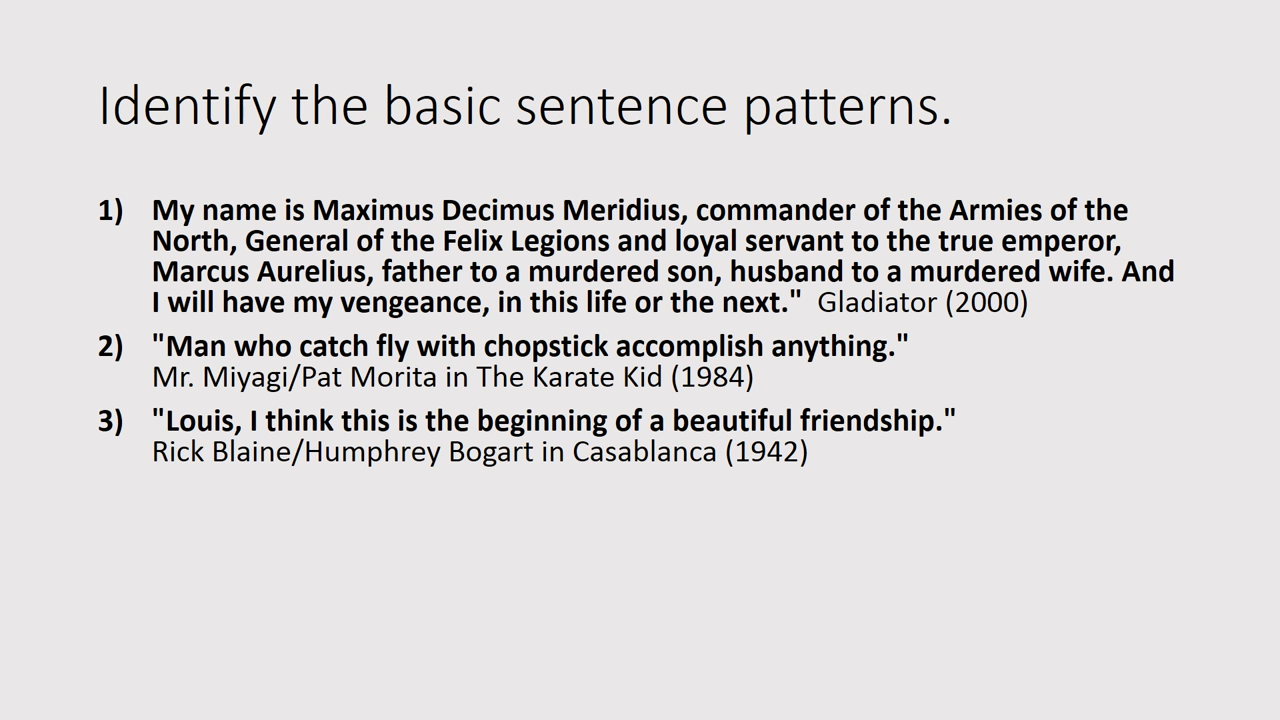 Identify the basic sentence patterns.
1) My name is Maximus Decimus Meridius, commander of the Armies of the
North, General of the Felix Legions and loyal servant to the true emperor,
Marcus Aurelius, father to a murdered son, husband to a murdered wife. And
I will have my vengeance, in this life or the next." Gladiator (2000)
2) "Man who catch fly with chopstick accomplish anything."
Mr. Miyagi/Pat Morita in The Karate Kid (1984)
3) "Louis, I think this is the beginning of a beautiful friendship."
Rick Blaine/Humphrey Bogart in Casablanca (1942)